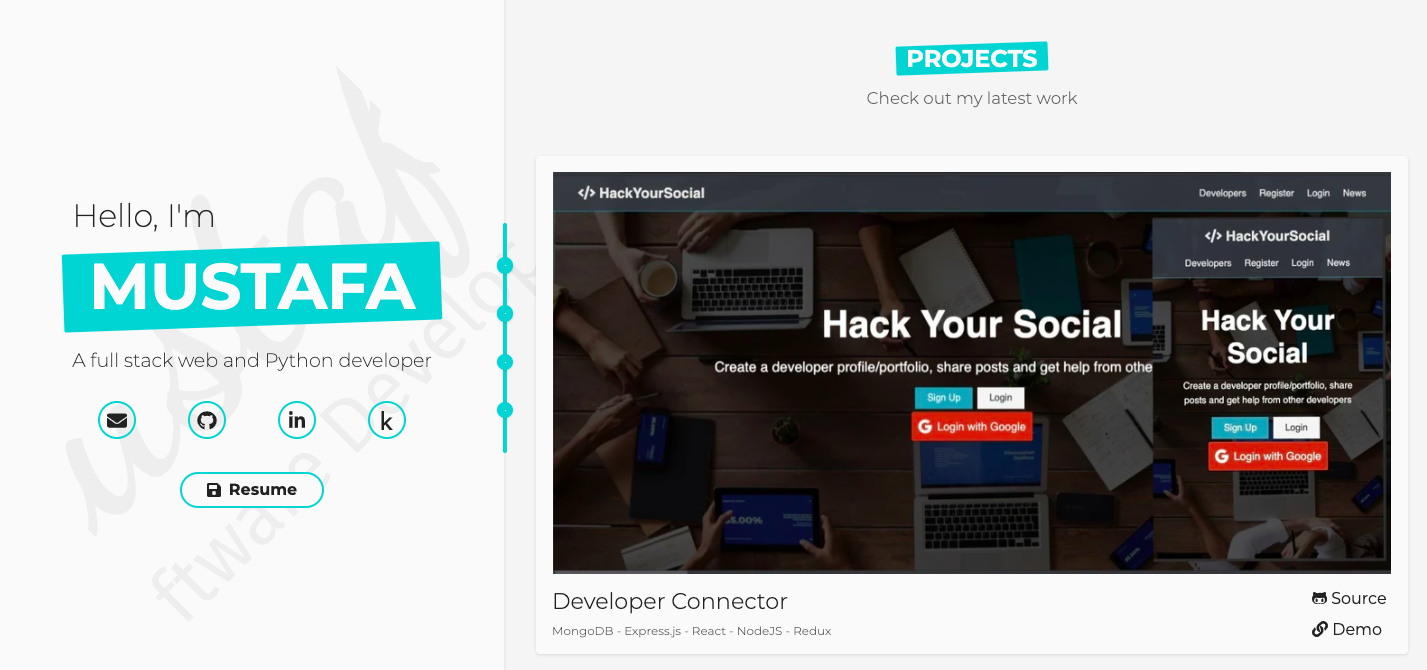 Hello, I'm
MUSTAFA
A full stack web and Python developer
k
Resume
ustaf
ftware Develop
PROJECTS
Check out my latest work
</> HackYourSocial
Developers Register Login News
Hack Your Social
Create a developer profile/portfolio, share posts and get help from othe
Sign Up Login
G Login with Google
</> HackYourSocial
Developers Register Login News
Hack Your
Social
Create a developer profile/portfolio, share
posts and get help from other developers
Sign Up Login
G Login with Google
Developer Connector
MongoDB - Express.js - React - NodeJS - Redux
Source
Demo